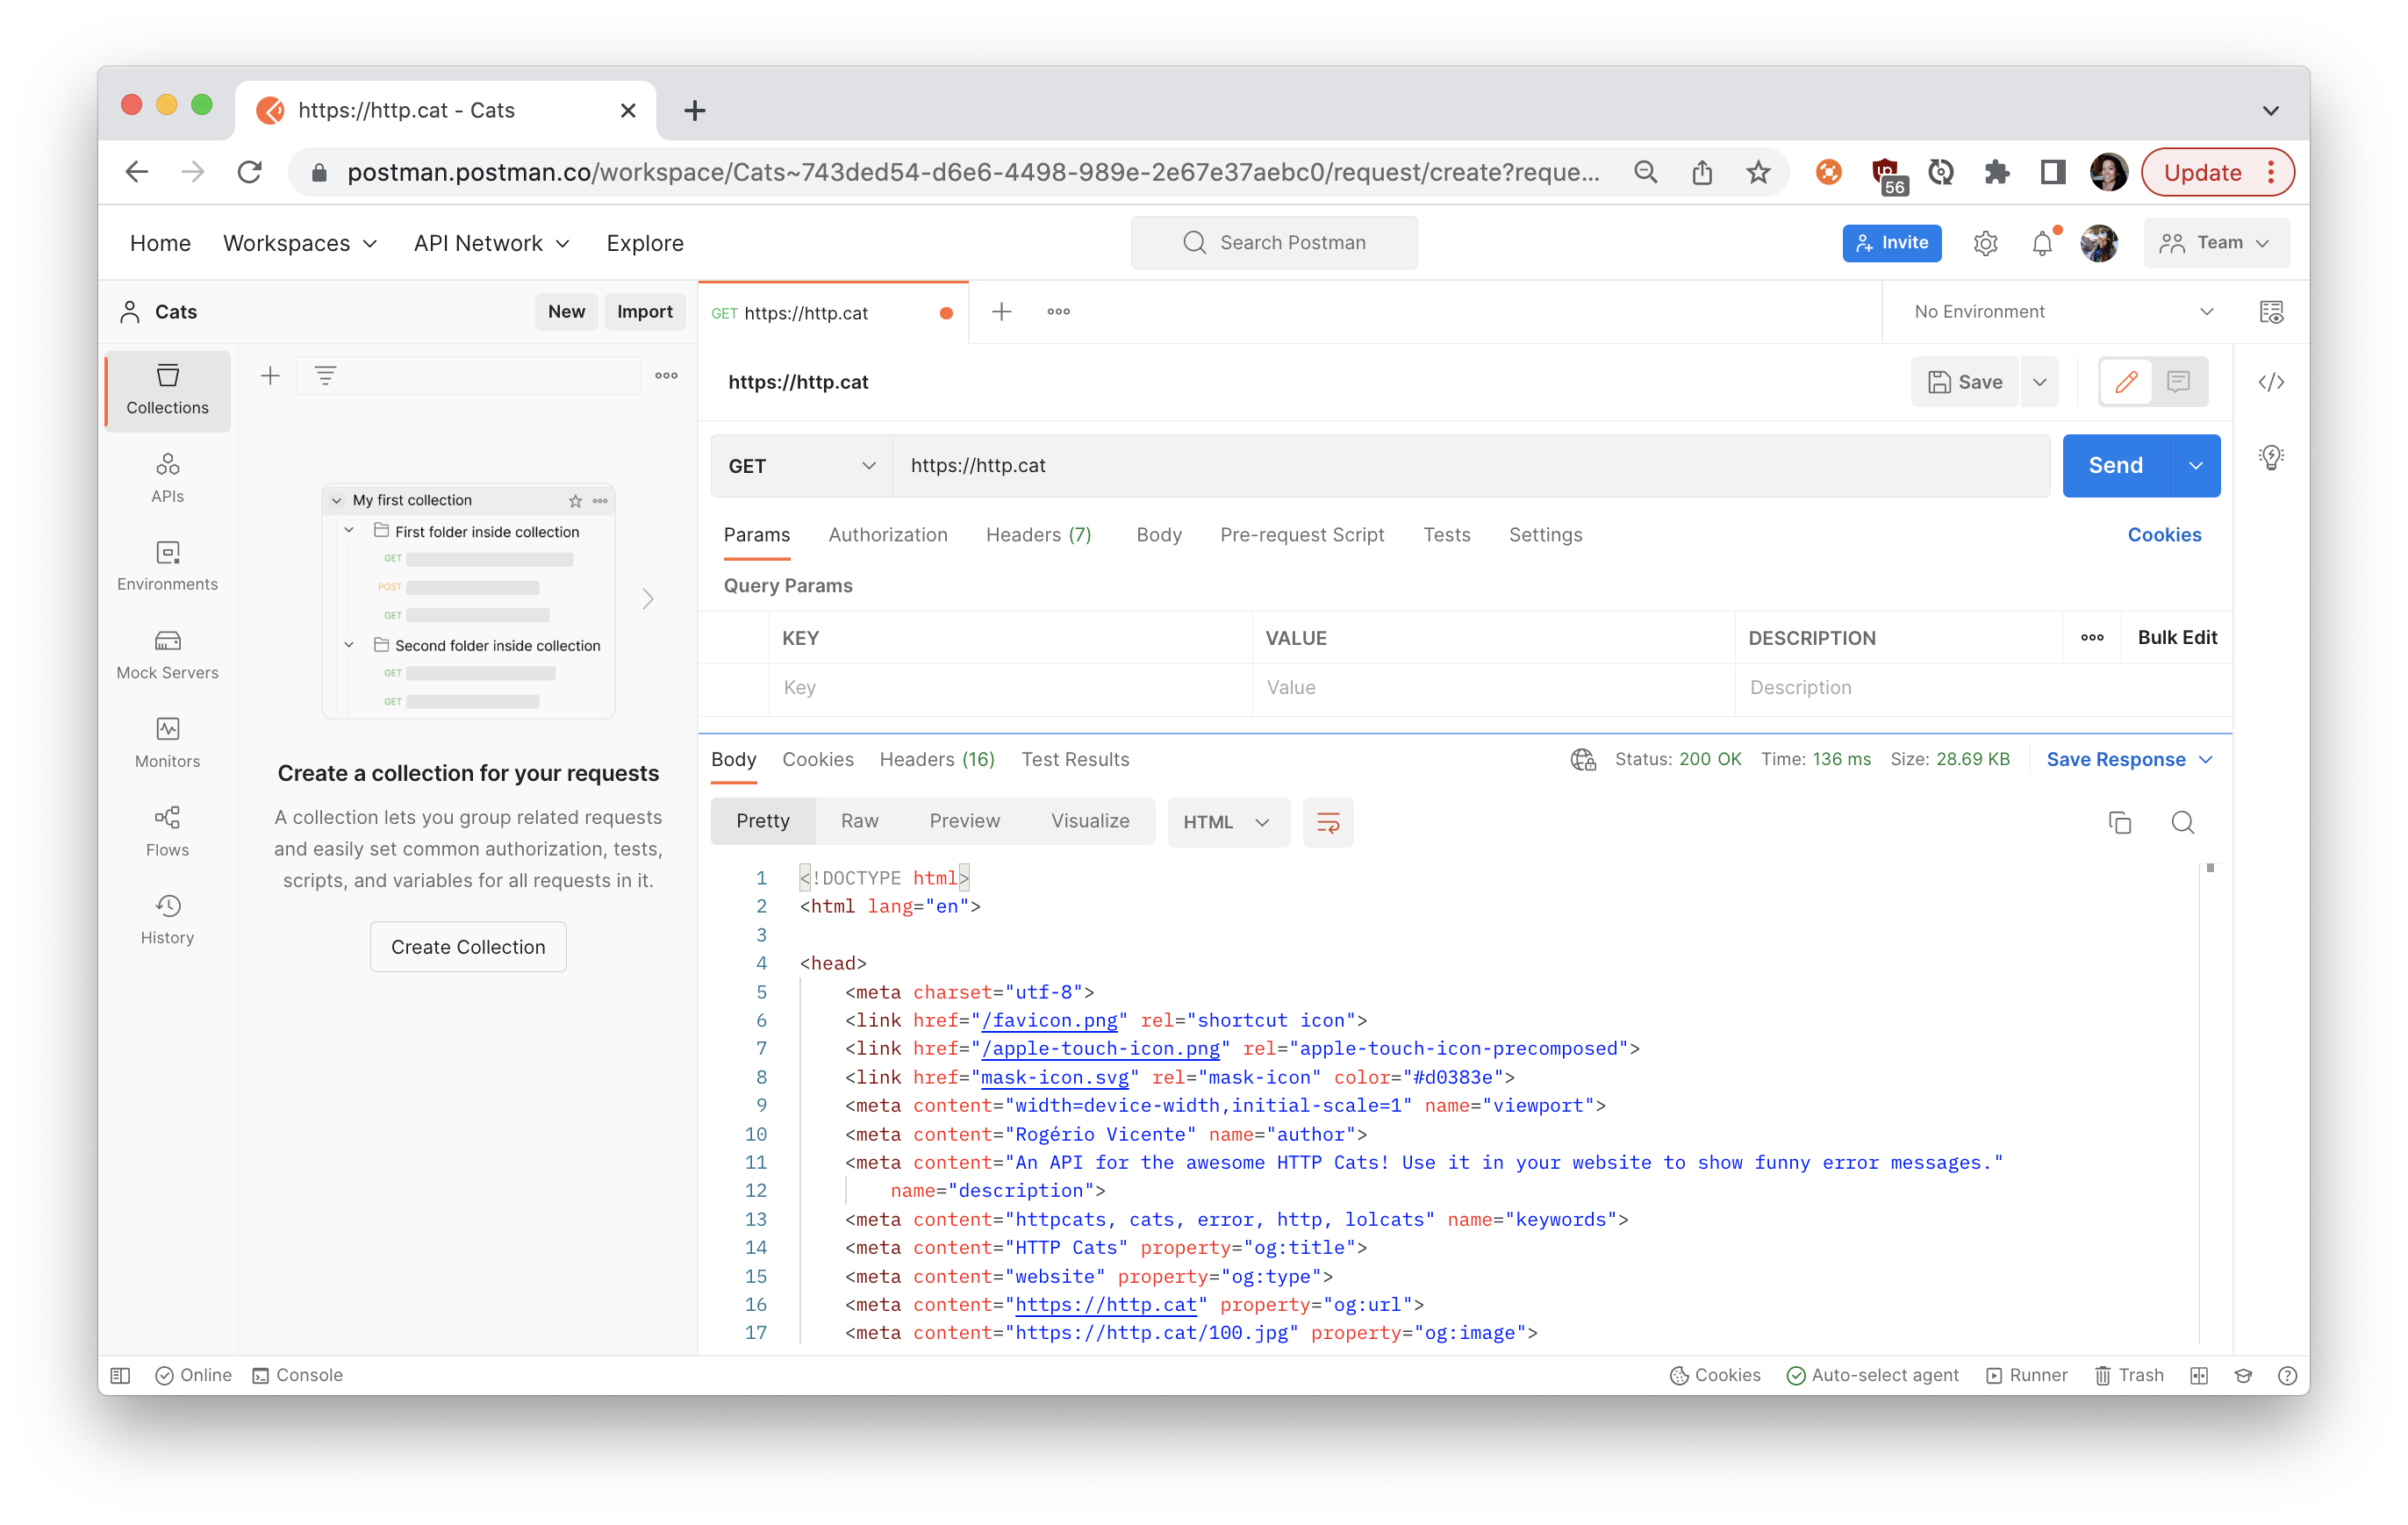 https://http.cat - Cats
postman.postman.co/workspace/Cats~743ded54-d6e6-4498-989e-2e67e37aebc0/request/create?reque...
56
Update
Home Workspaces API Network Explore
Search Postman
Invite
Team
Cats
New
Import
GET https://http.cat
No Environment
Collections
APIs
Environments
Mock Servers
Monitors
Flows
History
My first collection
First folder inside collection
GET
POST
GET
Second folder inside collection
GET
GET
Create a collection for your requests
A collection lets you group related requests
and easily set common authorization, tests,
scripts, and variables for all requests in it.
Create Collection
https://http.cat
Save
GET
https://http.cat
Send
Params Authorization Headers (7) Body Pre-request Script Tests Settings
Cookies
Query Params
KEY VALUE DESCRIPTION
Bulk Edit
Key Value Description
Body Cookies Headers (16) Test Results
Status: 200 OK Time: 136 ms Size: 28.69 KB
Save Response
Pretty Raw Preview Visualize
HTML
1 <!DOCTYPE html>
2 <html lang="en">
3
4 <head>
5 <meta charset="utf-8">
6 <link href="/favicon.png" rel="shortcut icon">
7 <link href="/apple-touch-icon.png" rel="apple-touch-icon-precomposed">
8 <link href="mask-icon.svg" rel="mask-icon" color="#d0383e">
9 <meta content="width=device-width,initial-scale=1" name="viewport">
10 <meta content="Rogério Vicente" name="author">
11 <meta content="An API for the awesome HTTP Cats! Use it in your website to show funny error messages."
12 name="description">
13 <meta content="httpcats, cats, error, http, lolcats" name="keywords">
14 <meta content="HTTP Cats" property="og:title">
15 <meta content="website" property="og:type">
16 <meta content="https://http.cat" property="og:url">
17 <meta content="https://http.cat/100.jpg" property="og:image">
Online
Console
Cookies
Auto-select agent
Runner
Trash